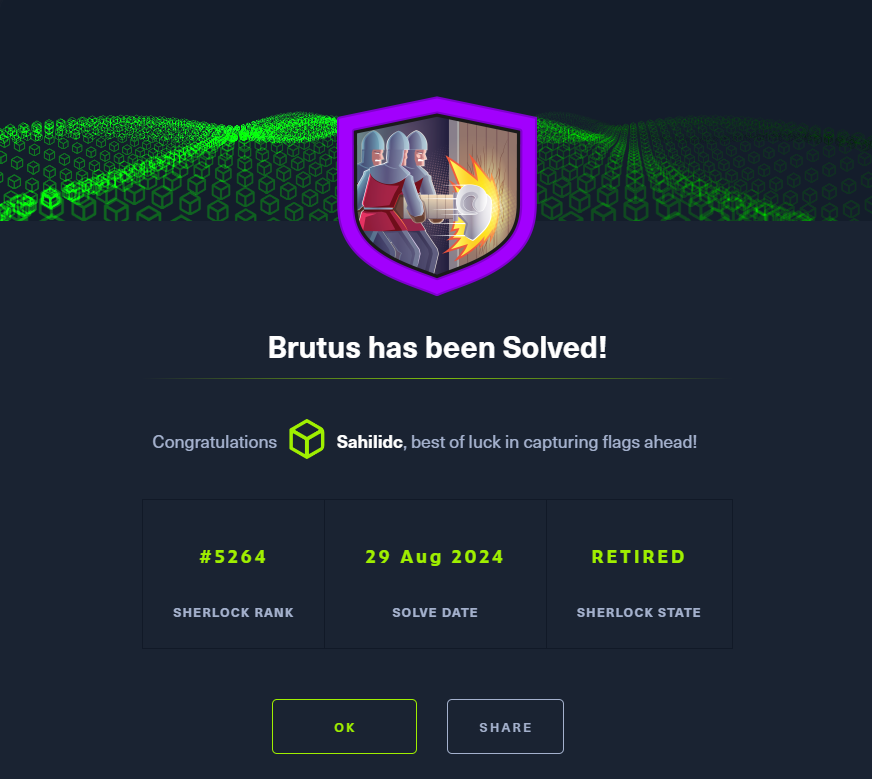 Brutus has been Solved!
Congratulations Sahilidc, best of luck in capturing flags ahead!
#5264 29 Aug 2024 RETIRED
SHERLOCK RANK SOLVE DATE SHERLOCK STATE
OK SHARE